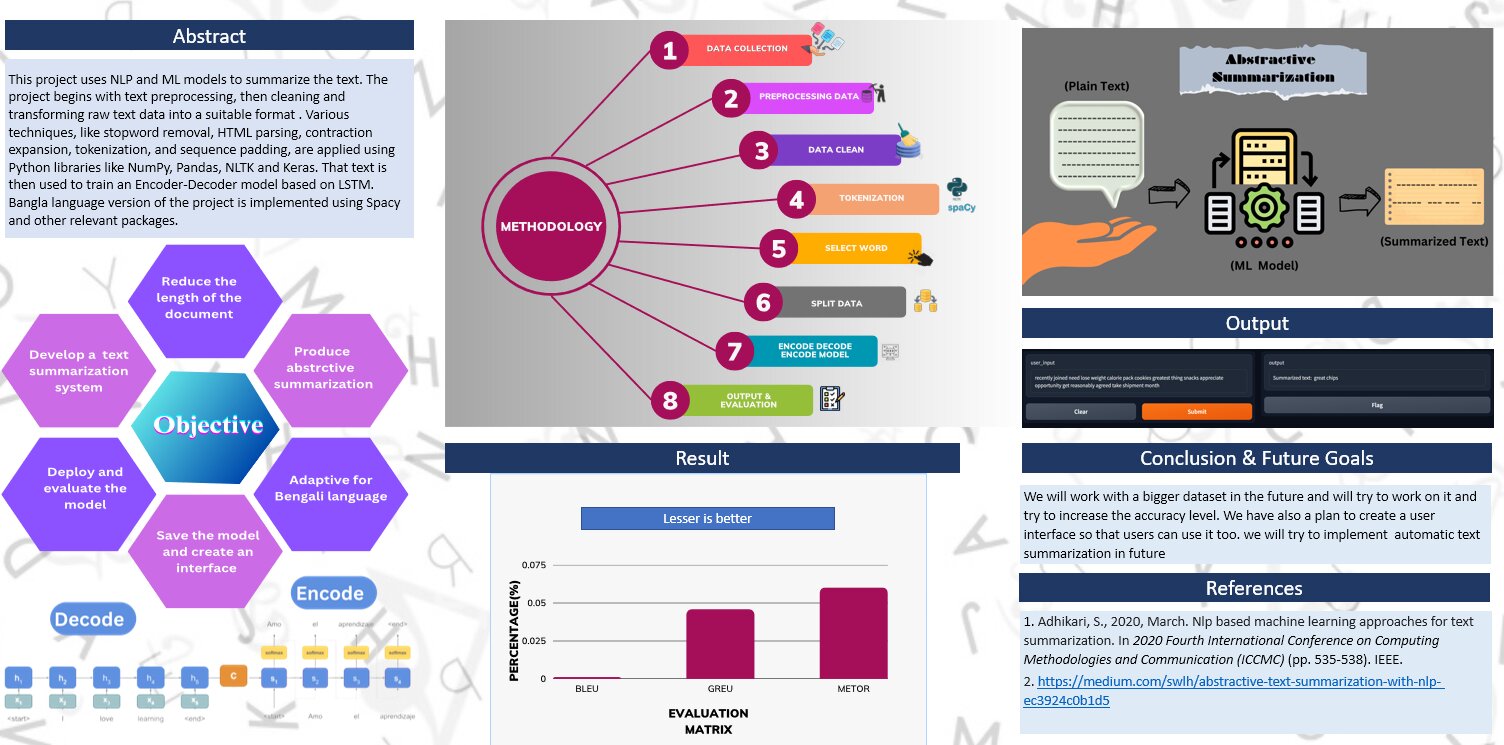 Abstract
This project uses NLP and ML models to summarize the text. The
project begins with text preprocessing, then cleaning and
transforming raw text data into a suitable format . Various
techniques, like stopword removal, HTML parsing, contraction
expansion, tokenization, and sequence padding, are applied using
Python libraries like NumPy, Pandas, NLTK and Keras. That text is
then used to train an Encoder-Decoder model based on LSTM.
Bangla language version of the project is implemented using Spacy
and other relevant packages.
Reduce the
length of the
document
Develop a text
summarization
system
Produce
abstrctive
summarization
Objective
Deploy and
evaluate the
model
Adaptive for
Bengali language
Save the model
and create an
interface
Decode
Encode
Amo
el
aprendizaje
<end>
softmax
softmax
softmax
softmax
h1
h2
h3
h4
h5
C
s1
s2
s3
s4
x1
x2
x3
x4
x5
<start>
I
love
learning
<end>
<start>
Amo
el
aprendizaje
METHODOLOGY
1
DATA COLLECTION
2
PREPROCESSING DATA
3
DATA CLEAN
4
TOKENIZATION
spaCy
5
SELECT WORD
6
SPLIT DATA
7
ENCODE DECODE
ENCODE MODEL
8
OUTPUT &
EVALUATION
Result
Lesser is better
PERCENTAGE(%)
0.075
0.05
0.025
0
BLEU
GREU
METOR
EVALUATION
MATRIX
Abstractive
Summarization
(Plain Text)
(ML Model)
(Summarized Text)
Output
user_input
recently joined need lose weight calorie pack cookies greatest thing snacks appreciate
opportunity get reasonably agreed take shipment month
Clear
Submit
output
Summarized text: great chips
Flag
Conclusion & Future Goals
We will work with a bigger dataset in the future and will try to work on it and
try to increase the accuracy level. We have also a plan to create a user
interface so that users can use it too. we will try to implement automatic text
summarization in future
References
1. Adhikari, S., 2020, March. Nlp based machine learning approaches for text
summarization. In 2020 Fourth International Conference on Computing
Methodologies and Communication (ICCMC) (pp. 535-538). IEEE.
2. https://medium.com/swlh/abstractive-text-summarization-with-nlp-
ec3924c0b1d5